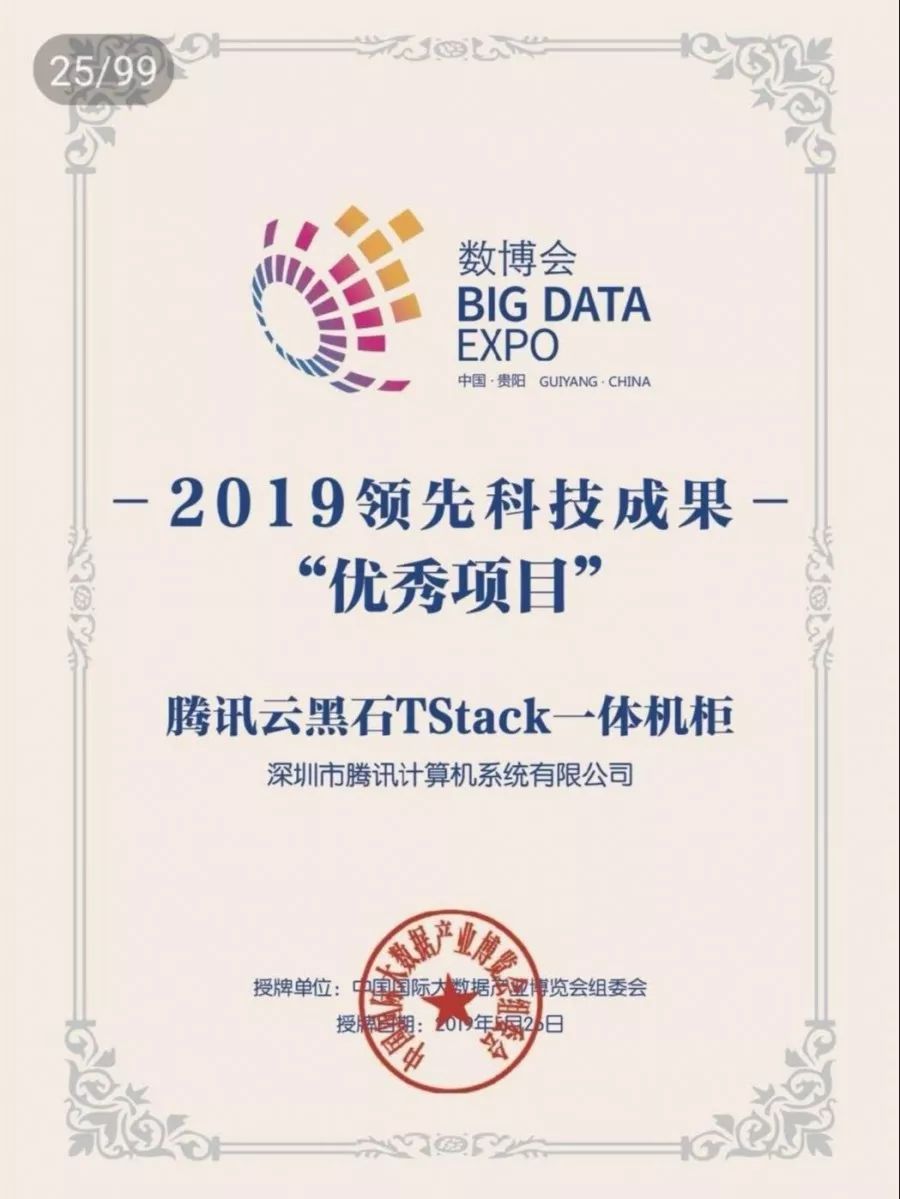 25/99
数博会
BIG DATA
EXPO
中国·贵阳 GUIYANG·CHINA
－2019领先科技成果－
“优秀项目”
腾讯云黑石TStack一体机柜
深圳市腾讯计算机系统有限公司
授牌单位：中国国际大数据产业博览会组委会
授牌日期：2019年5月26日
中国国际大数据产业博览会组委会